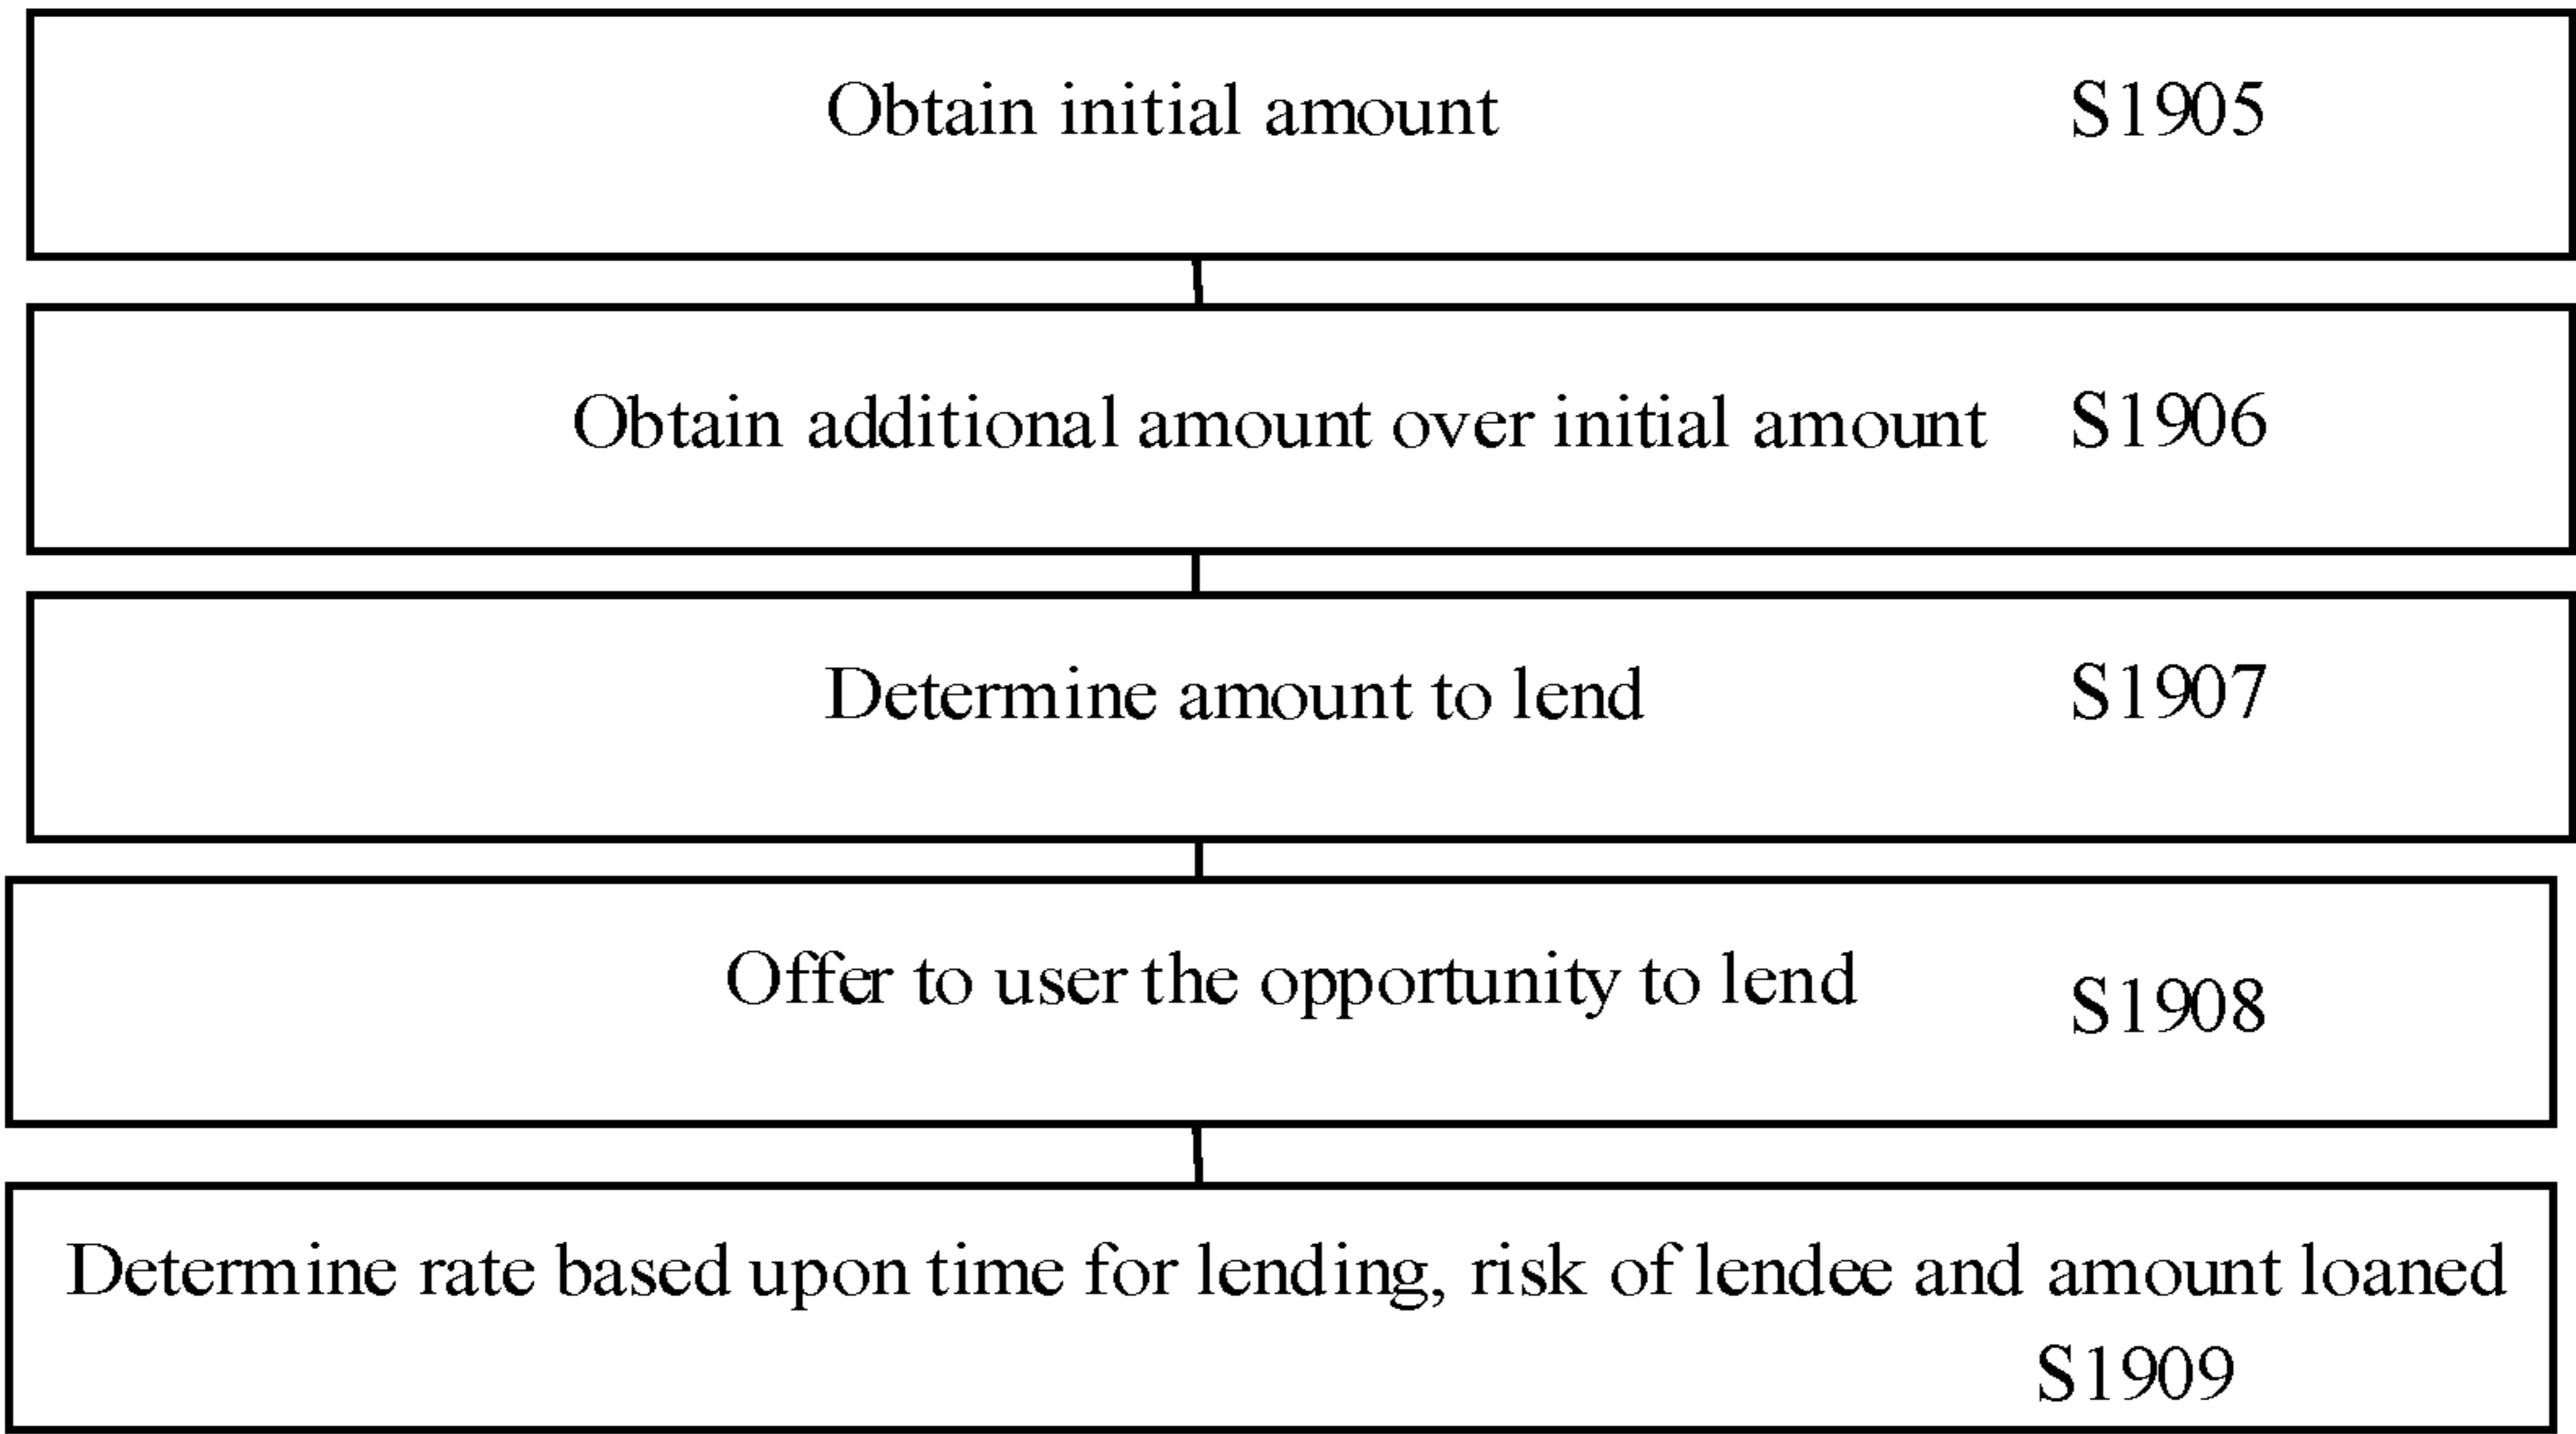 Obtain initial amount S1905
Obtain additional amount over initial amount S1906
Determine amount to lend S1907
Offer to user the opportunity to lend S1908
Determine rate based upon time for lending, risk of lendee and amount loaned
S1909